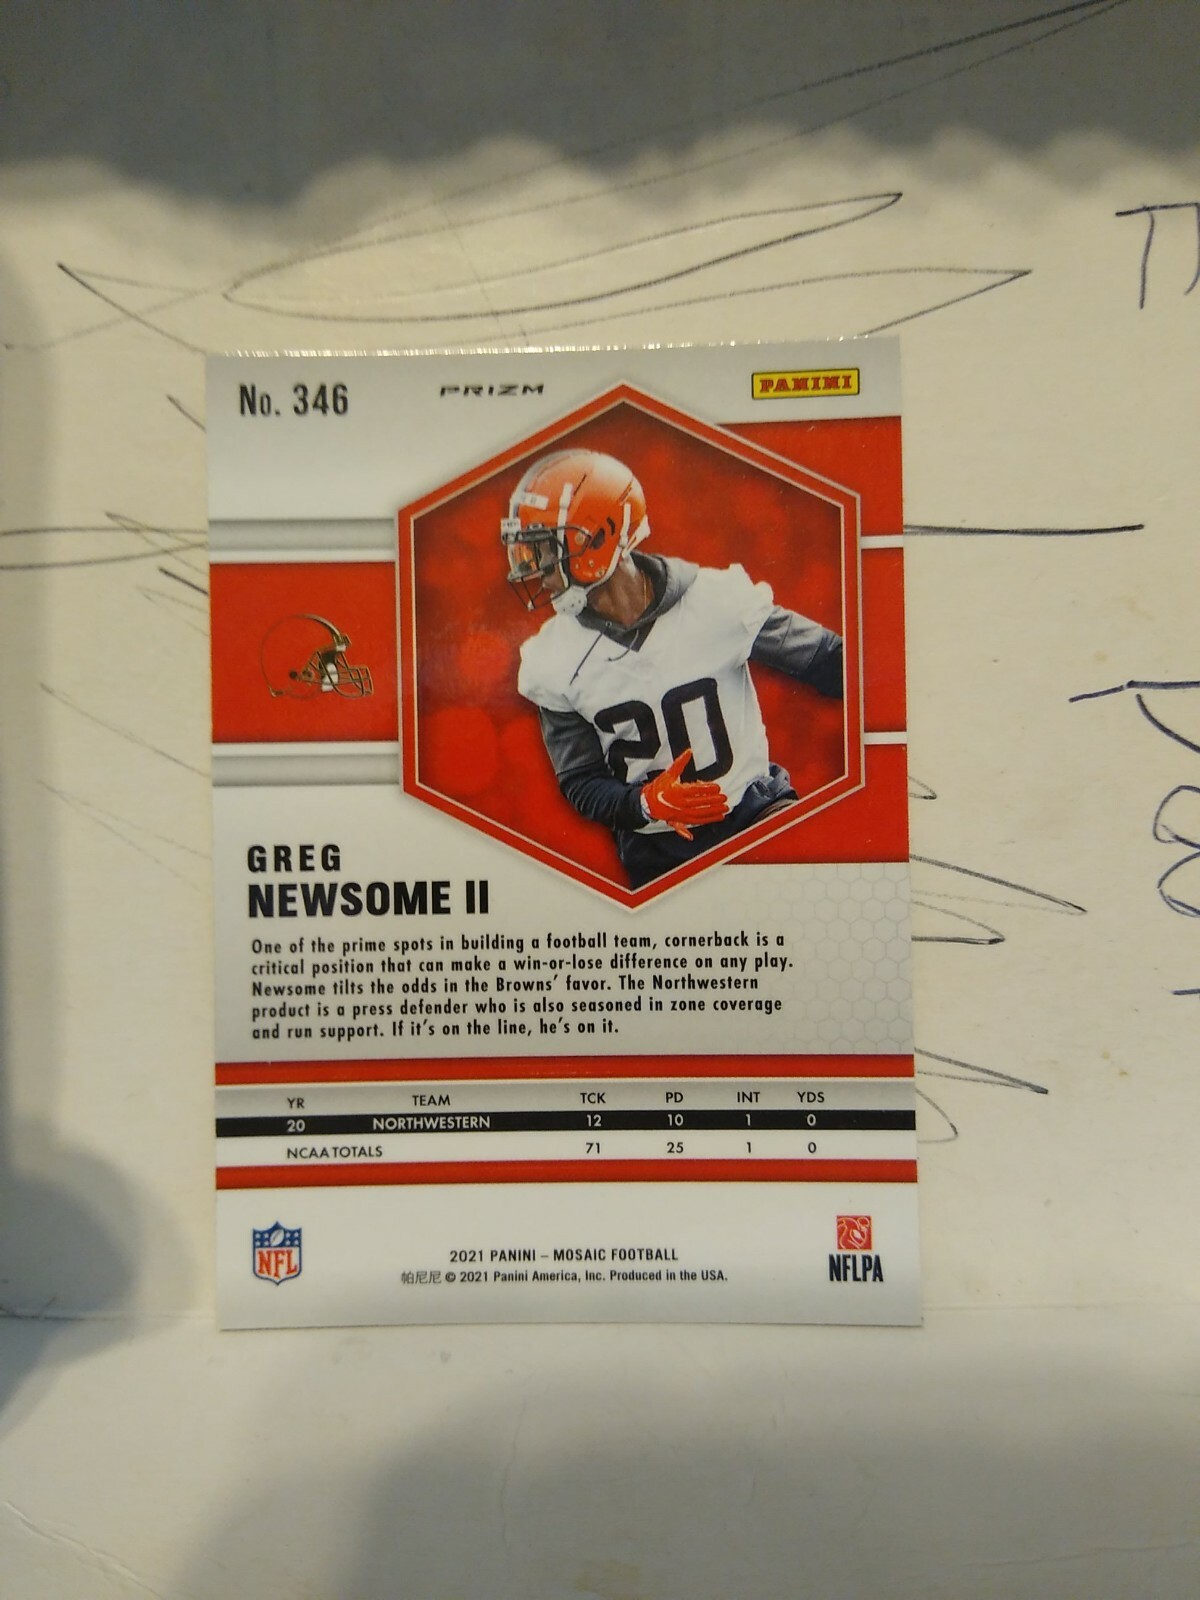 No. 346
PRIZM
PANINI
20
GREG
NEWSOME II
One of the prime spots in building a football team, cornerback is a
critical position that can make a win-or-lose difference on any play.
Newsome tilts the odds in the Browns' favor. The Northwestern
product is a press defender who is also seasoned in zone coverage
and run support. If it's on the line, he's on it.
YR TEAM TCK PD INT YDS
20 NORTHWESTERN 12 10 1 0
NCAA TOTALS 71 25 1 0
NFL
2021 PANINI – MOSAIC FOOTBALL
帕尼尼 © 2021 Panini America, Inc. Produced in the USA.
NFLPA